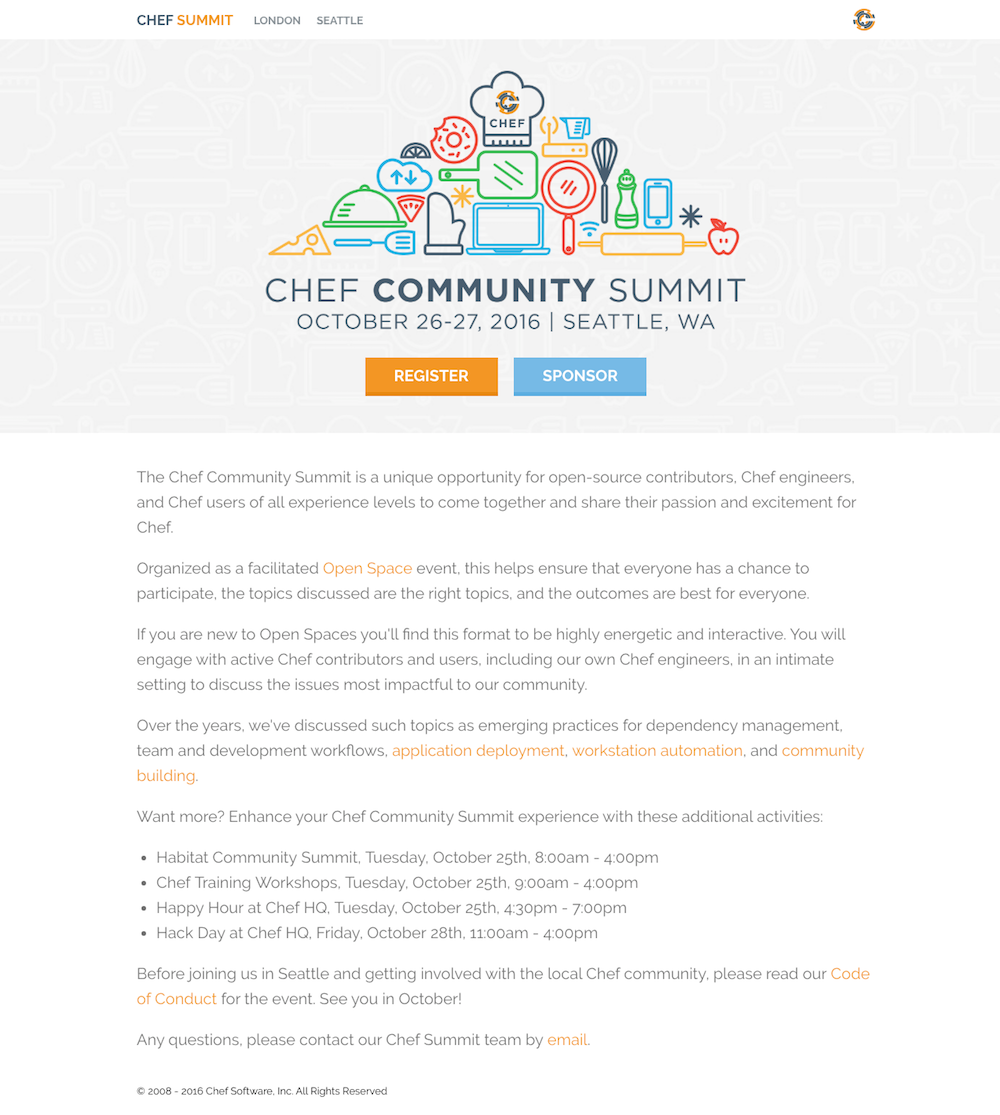 CHEF SUMMIT LONDON SEATTLE
CHEF
CHEF COMMUNITY SUMMIT
OCTOBER 26-27, 2016 | SEATTLE, WA
REGISTER SPONSOR
The Chef Community Summit is a unique opportunity for open-source contributors, Chef engineers,
and Chef users of all experience levels to come together and share their passion and excitement for
Chef.
Organized as a facilitated Open Space event, this helps ensure that everyone has a chance to
participate, the topics discussed are the right topics, and the outcomes are best for everyone.
If you are new to Open Spaces you'll find this format to be highly energetic and interactive. You will
engage with active Chef contributors and users, including our own Chef engineers, in an intimate
setting to discuss the issues most impactful to our community.
Over the years, we've discussed such topics as emerging practices for dependency management,
team and development workflows, application deployment, workstation automation, and community
building.
Want more? Enhance your Chef Community Summit experience with these additional activities:
• Habitat Community Summit, Tuesday, October 25th, 8:00am - 4:00pm
• Chef Training Workshops, Tuesday, October 25th, 9:00am - 4:00pm
• Happy Hour at Chef HQ, Tuesday, October 25th, 4:30pm - 7:00pm
• Hack Day at Chef HQ, Friday, October 28th, 11:00am - 4:00pm
Before joining us in Seattle and getting involved with the local Chef community, please read our Code
of Conduct for the event. See you in October!
Any questions, please contact our Chef Summit team by email.
© 2008 - 2016 Chef Software, Inc. All Rights Reserved